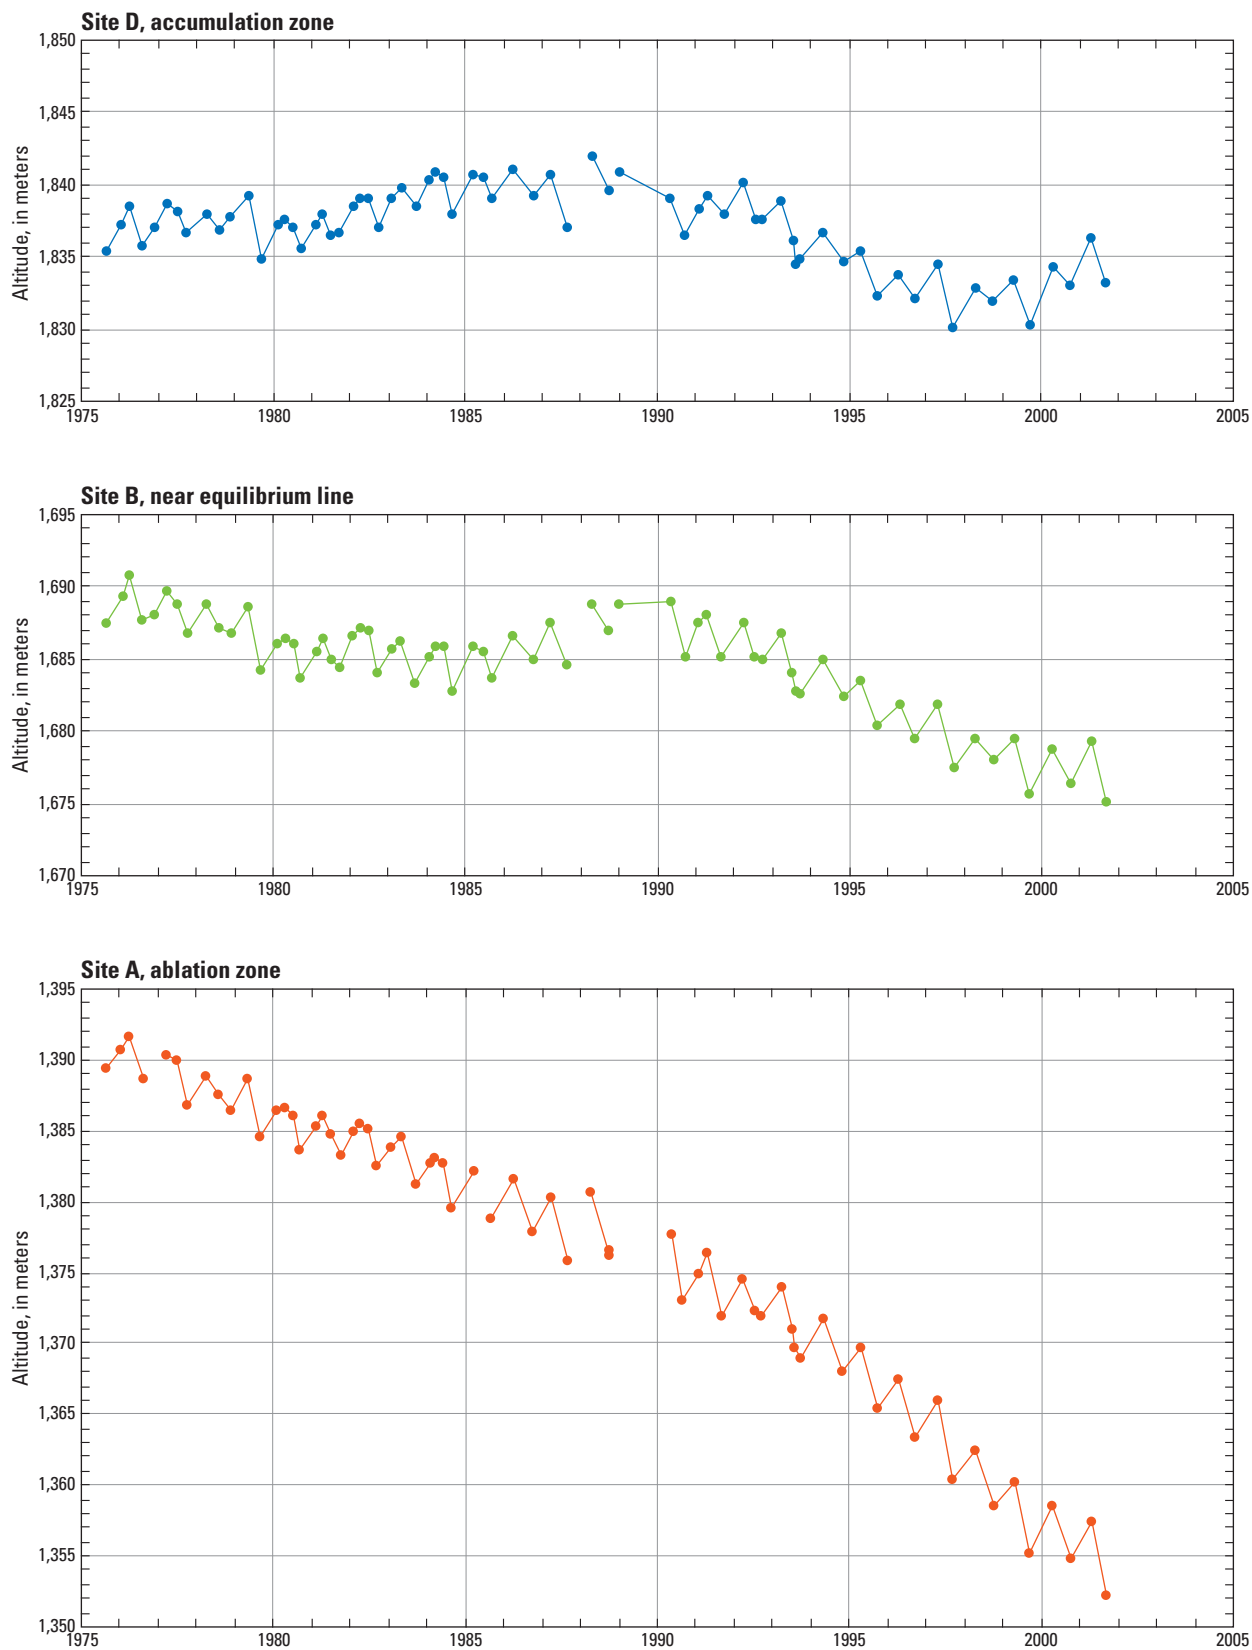 Site D, accumulation zone
1,850
1,845
1,840
1,835
1,830
1,825
Altitude, in meters
1975 1980 1985 1990 1995 2000 2005
Site B, near equilibrium line
1,695
1,690
1,685
1,680
1,675
1,670
Altitude, in meters
1975 1980 1985 1990 1995 2000 2005
Site A, ablation zone
1,395
1,390
1,385
1,380
1,375
1,370
1,365
1,360
1,355
1,350
Altitude, in meters
1975 1980 1985 1990 1995 2000 2005